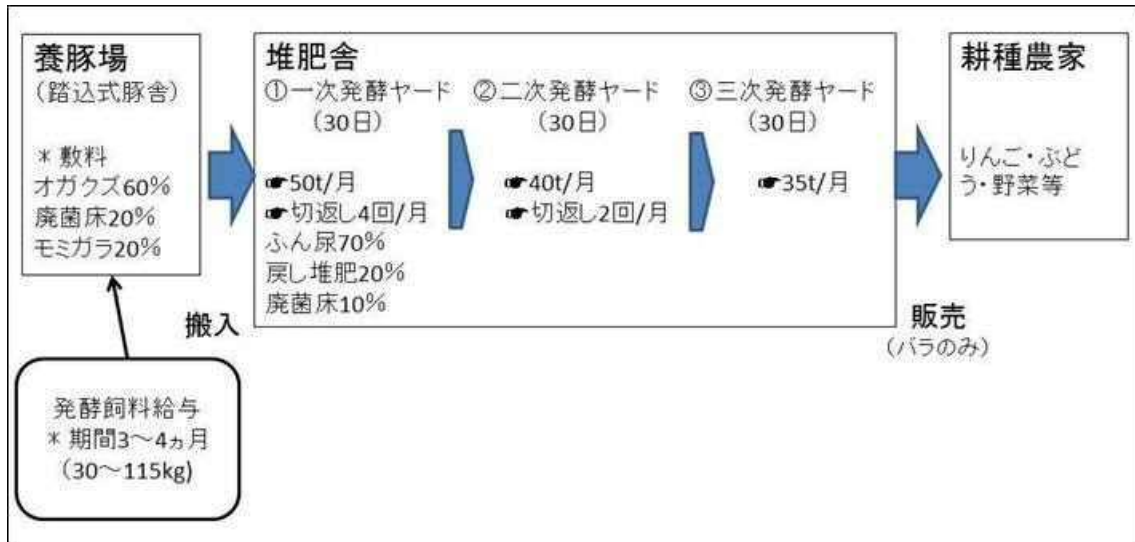 養豚場
(踏込式豚舎)
＊敷料
オガクズ60%
廃菌床20%
モミガラ20%
搬入
発酵飼料給与
＊期間3～4ヵ月
(30～115kg)
堆肥舎
①一次発酵ヤード
(30日)
☛50t/月
☛切返し4回/月
ふん尿70%
戻し堆肥20%
廃菌床10%
②二次発酵ヤード
(30日)
☛40t/月
☛切返し2回/月
③三次発酵ヤード
(30日)
☛35t/月
販売
(バラのみ)
耕種農家
りんご・ぶど
う・野菜等